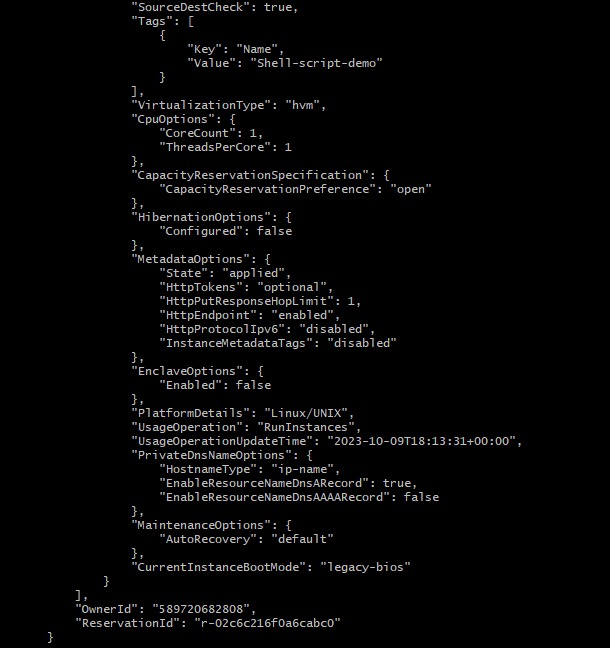 "SourceDestCheck": true,
"Tags": [
{
"Key": "Name",
"Value": "Shell-script-demo"
}
],
"VirtualizationType": "hvm",
"CpuOptions": {
"CoreCount": 1,
"ThreadsPerCore": 1
},
"CapacityReservationSpecification": {
"CapacityReservationPreference": "open"
},
"HibernationOptions": {
"Configured": false
},
"MetadataOptions": {
"State": "applied",
"HttpTokens": "optional",
"HttpPutResponseHopLimit": 1,
"HttpEndpoint": "enabled",
"HttpProtocolIpv6": "disabled",
"InstanceMetadataTags": "disabled"
},
"EnclaveOptions": {
"Enabled": false
},
"PlatformDetails": "Linux/UNIX",
"UsageOperation": "RunInstances",
"UsageOperationUpdateTime": "2023-10-09T18:13:31+00:00",
"PrivateDnsNameOptions": {
"HostnameType": "ip-name",
"EnableResourceNameDnsARecord": true,
"EnableResourceNameDnsAAAARecord": false
},
"MaintenanceOptions": {
"AutoRecovery": "default"
},
"CurrentInstanceBootMode": "legacy-bios"
}
],
"OwnerId": "589720682808",
"ReservationId": "r-02c6c216f0a6cabc0"
}